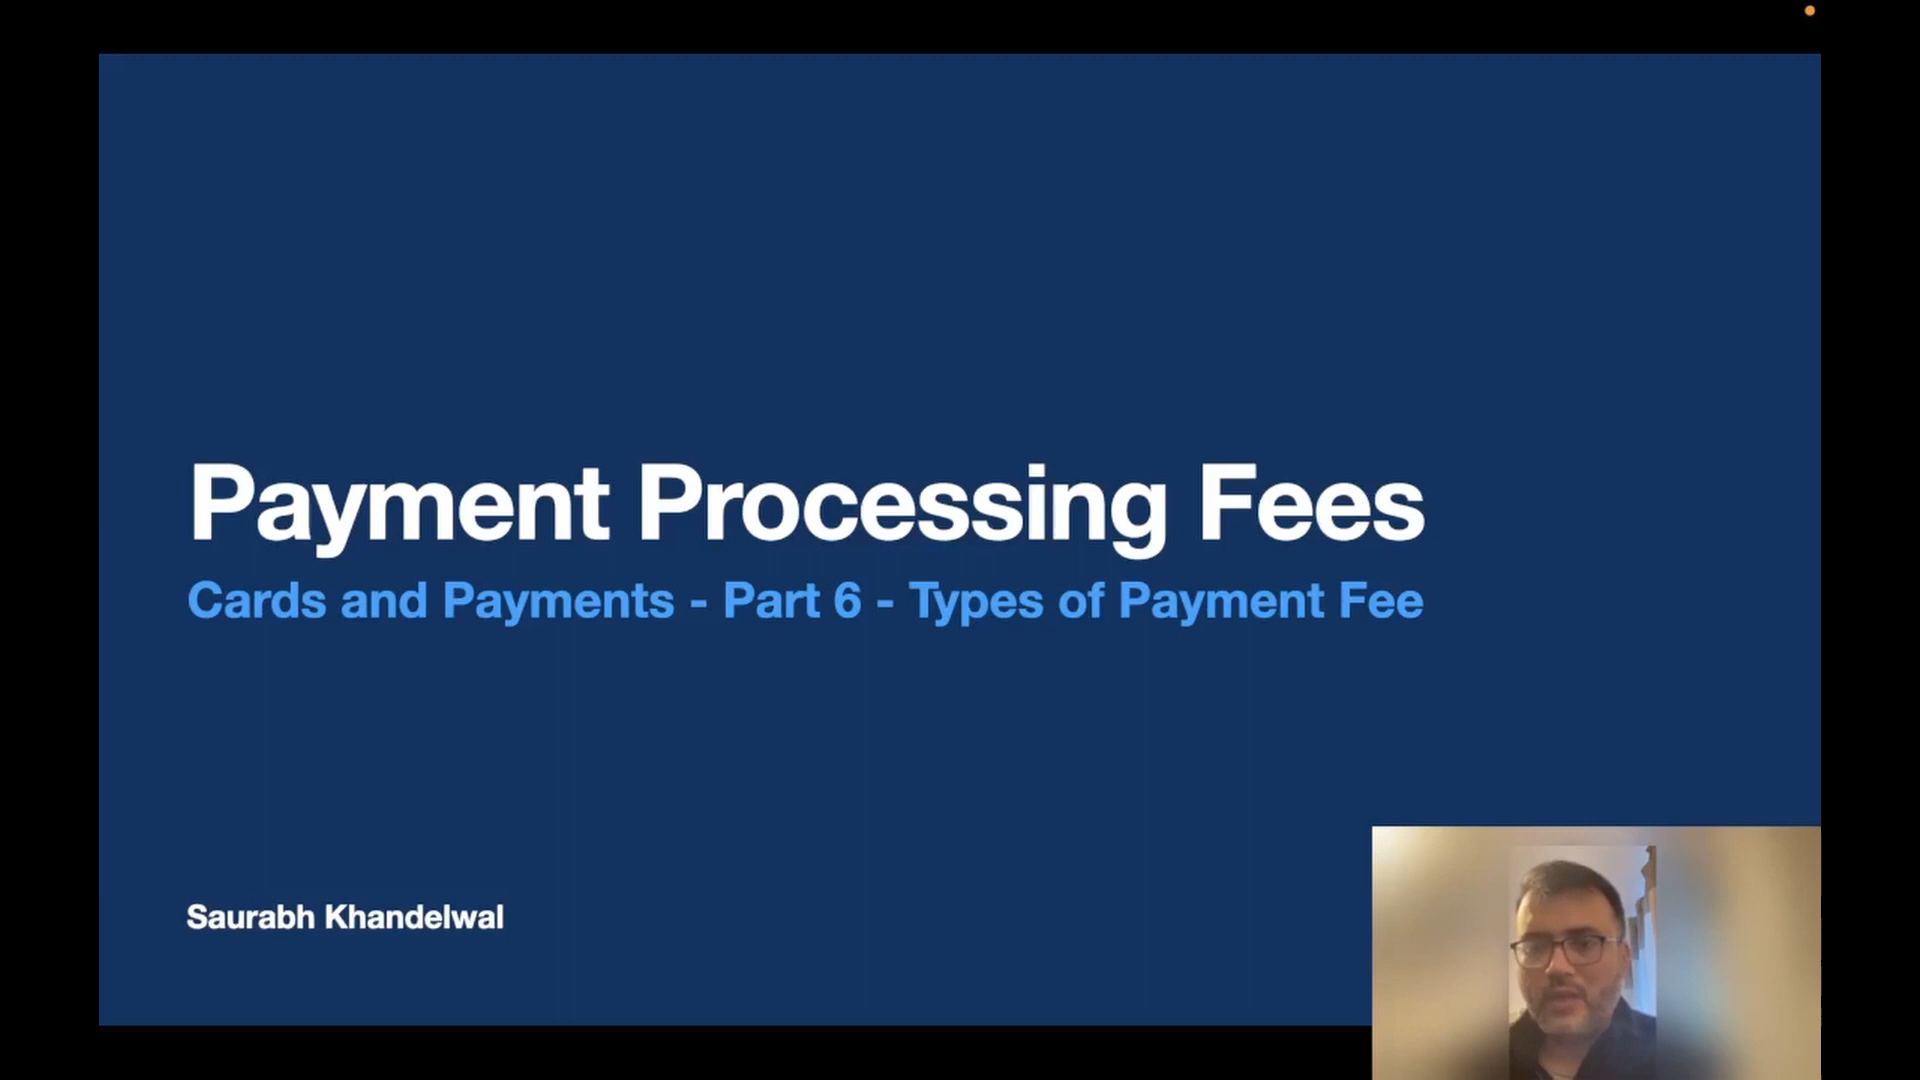 Payment Processing Fees
Cards and Payments - Part 6 - Types of Payment Fee
Saurabh Khandelwal